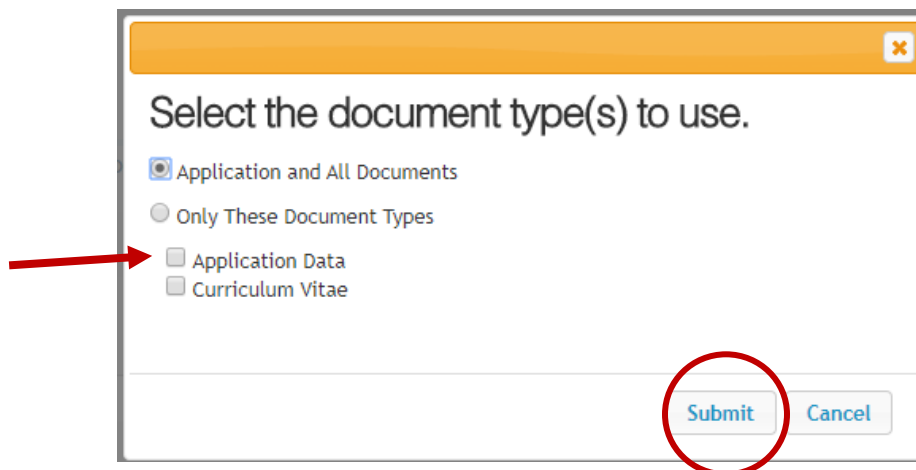 Select the document type(s) to use.
Application and All Documents
Only These Document Types
Application Data
Curriculum Vitae
Submit Cancel